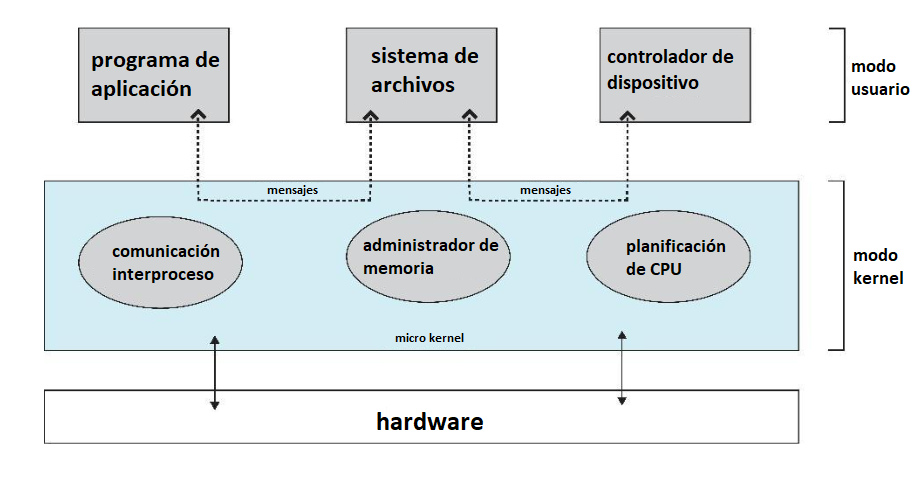 programa de
aplicación
sistema de
archivos
controlador de
dispositivo
modo
usuario
mensajes
mensajes
comunicación
interproceso
administrador de
memoria
planificación
de CPU
modo
kernel
micro kernel
hardware